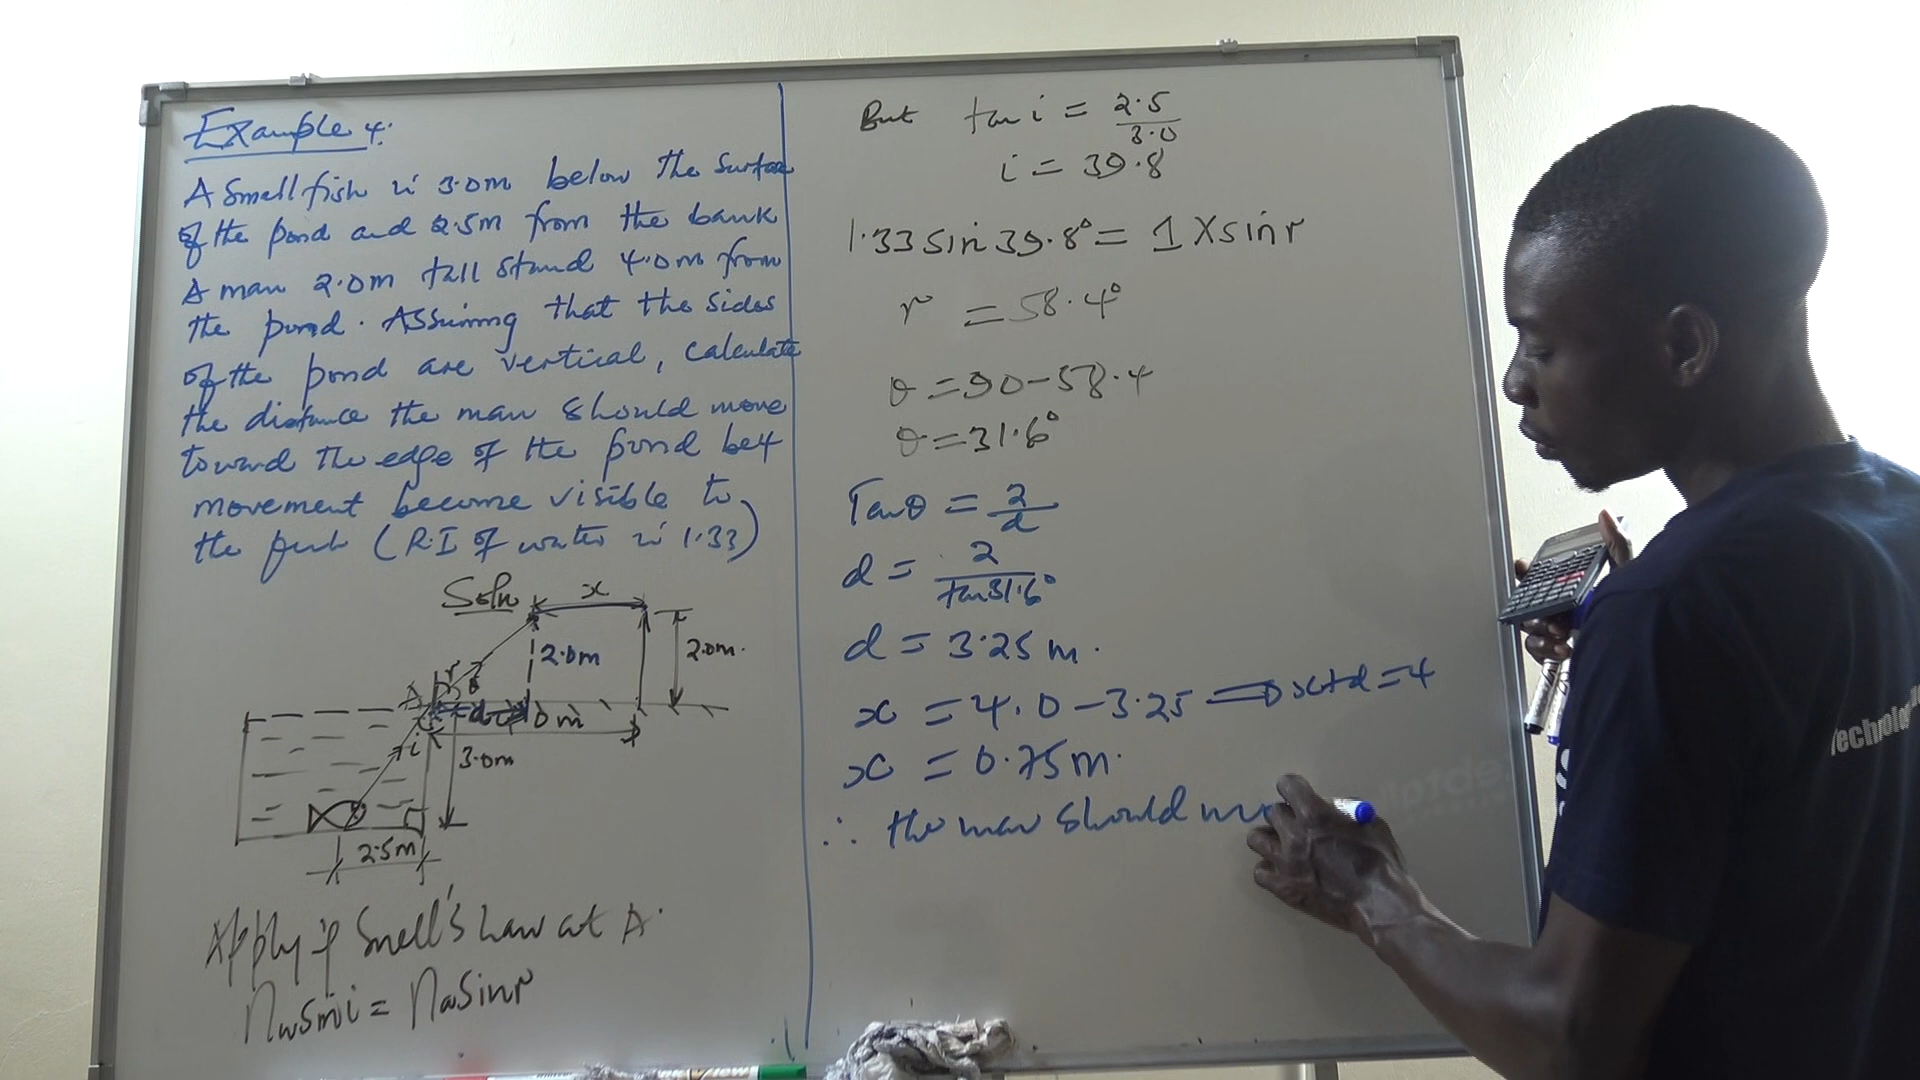 Example 4:
A small fish is 3.0m below the surface
of the pond and 2.5m from the bank
A man 2.0m tall stand 4.0m from
the pond. Assuming that the sides
of the pond are vertical, calculate
the distance the man should move
toward the edge of the pond bef
movement become visible to
the fish (R.I of water is 1.33)
Soln
x
2.0m
2.0m.
r
θ
A
d
0m
i
3.0m
2.5m
Applying Snell's Law at A.
nwsini = nasinr
But tan i = 2.5/3.0
i = 39.8
1.33 sin 39.8° = 1 X sin r
r = 58.4°
θ = 90 - 58.4
θ = 31.6°
Tanθ = 2/d
d = 2/tan31.6°
d = 3.25 m.
x = 4.0 - 3.25 ⟹ x+d = 4
x = 0.75m.
∴ the man should
Technolo